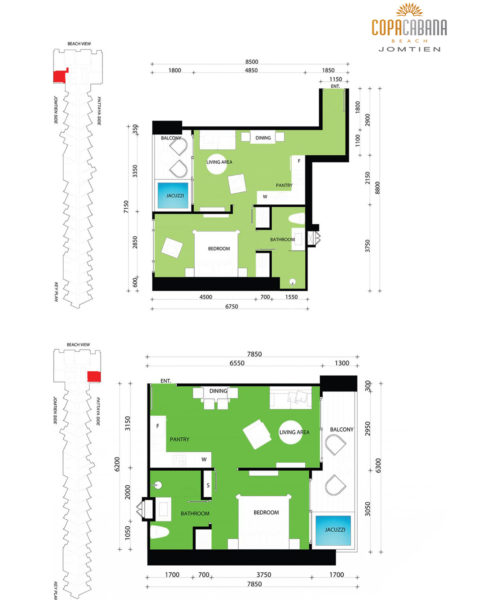 COPACABANA
BEACH
JOMTIEN
BEACH VIEW
JOMTIEN SIDE
PATTAYA SIDE
KEY PLAN
8500
1800
4850
1850
1150
ENT.
350
3350
7150
2850
600
BALCONY
DINING
LIVING AREA
F
PANTRY
W
JACUZZI
BEDROOM
BATHROOM
1800
2900
1100
2150
8800
3750
4500
700
1550
6750
BEACH VIEW
JOMTIEN SIDE
PATTAYA SIDE
KEY PLAN
7850
6550
1300
ENT.
DINING
300
3150
6200
2000
1050
F
PANTRY
W
LIVING AREA
BALCONY
2950
6300
3050
S
BATHROOM
BEDROOM
JACUZZI
1700
700
3750
1700
7850